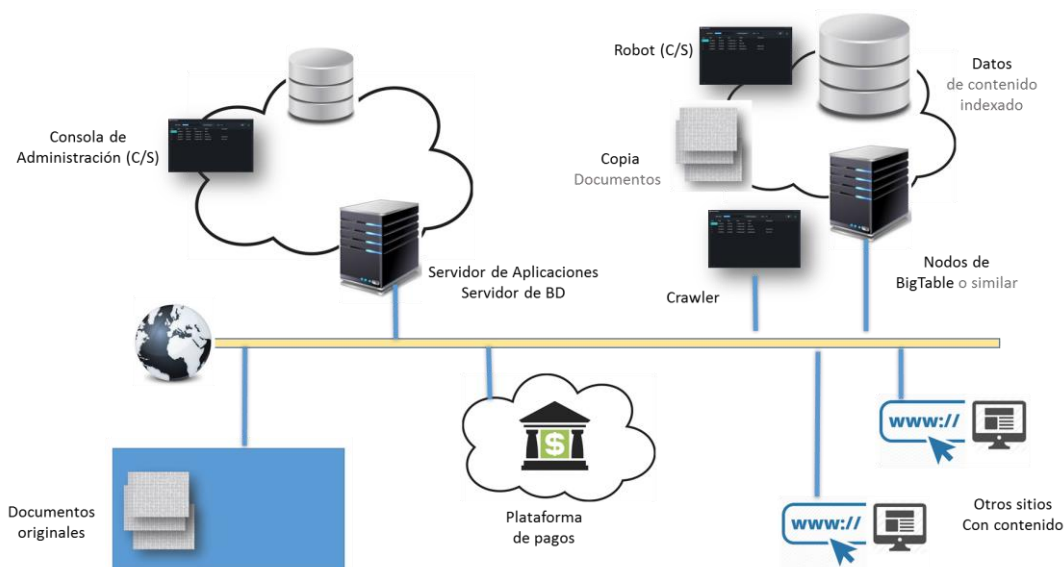 Robot (C/S)
Datos
de contenido
indexado
Consola de
Administración (C/S)
Copia
Documentos
Servidor de Aplicaciones
Servidor de BD
Crawler
Nodos de
BigTable o similar
$
www://
www://
Documentos
originales
Plataforma
de pagos
Otros sitios
Con contenido